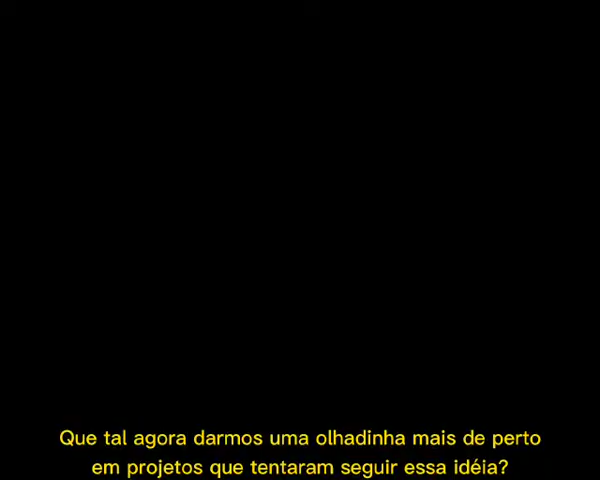 Que tal agora darmos uma olhadinha mais de perto
em projetos que tentaram seguir essa idéia?